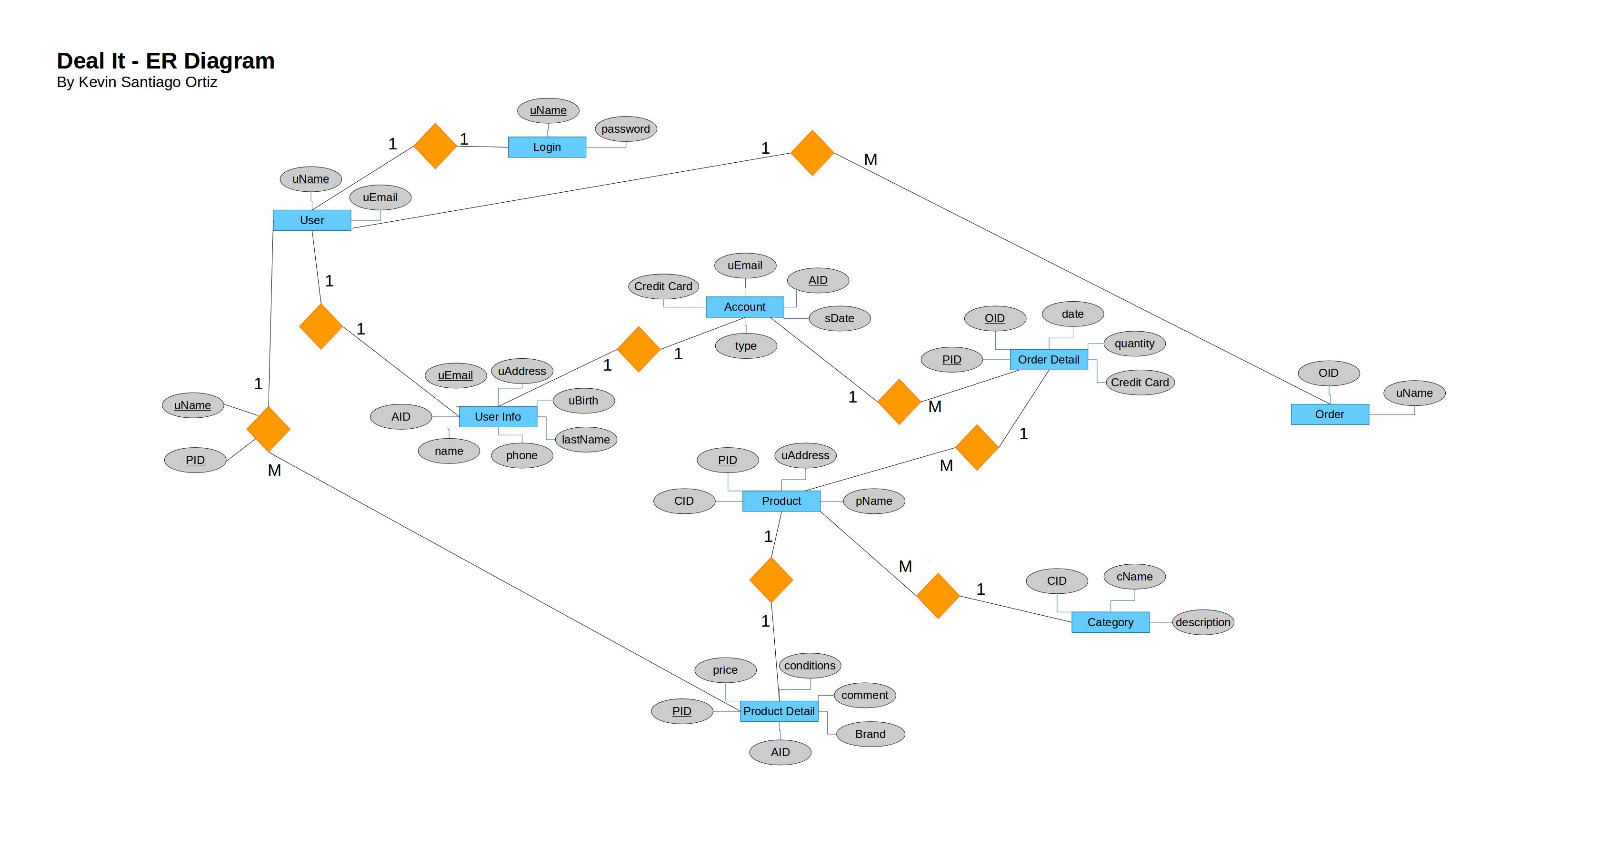 Deal It - ER Diagram
By Kevin Santiago Ortiz
uName
password
1
1
Login
1
M
uName
uEmail
User
uEmail
AID
Credit Card
Account
sDate
type
1
1
1
1
OID
date
quantity
PID
Order Detail
Credit Card
uEmail
uAddress
uBirth
AID
User Info
lastName
name
phone
1
M
OID
uName
Order
1
uName
PID
M
1
M
PID
uAddress
CID
Product
pName
1
1
M
1
CID
cName
Category
description
price
conditions
comment
PID
Product Detail
Brand
AID